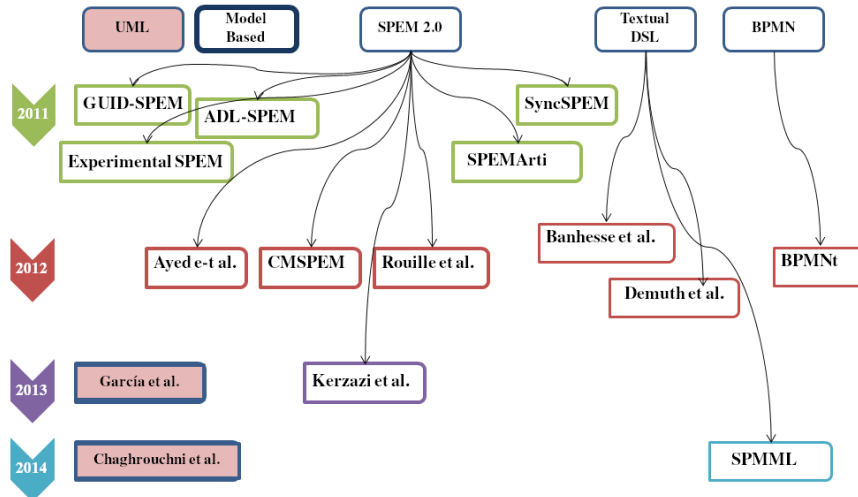 UML
Model
Based
SPEM 2.0
Textual
DSL
BPMN
2011
GUID-SPEM
ADL-SPEM
SyncSPEM
Experimental SPEM
SPEMArti
2012
Ayed e-t al.
CMSPEM
Rouille et al.
Banhesse et al.
BPMNt
Demuth et al.
2013
García et al.
Kerzazi et al.
2014
Chaghrouchni et al.
SPMML